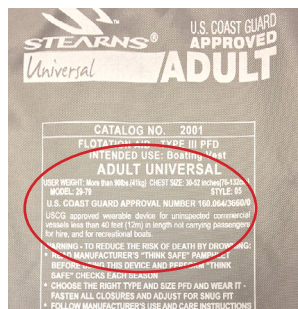 STEARNS®
U.S. COAST GUARD
APPROVED
Universal
ADULT
CATALOG NO. 2001
FLOTATION AID - TYPE III PFD
INTENDED USE: Boating Vest
ADULT UNIVERSAL
USER WEIGHT: More than 90lbs.(41kg) CHEST SIZE: 30-52 inches(76-132
MODEL: 29-79 STYLE: 05
U.S. COAST GUARD APPROVAL NUMBER 160.064/3660/0
USCG approved wearable device for uninspected commercial
vessels less than 40 feet (12m) in length not carrying passengers
for hire, and for recreational boats.
WARNING - TO REDUCE THE RISK OF DEATH BY DROWNING:
• READ MANUFACTURER'S "THINK SAFE" PAMPHLET
BEFORE USING THIS DEVICE AND PERFORM "THINK
SAFE" CHECKS EACH SEASON
• CHOOSE THE RIGHT TYPE AND SIZE PFD AND WEAR IT -
FASTEN ALL CLOSURES AND ADJUST FOR SNUG FIT
• FOLLOW MANUFACTURER'S USE AND CARE INSTRUCTIONS